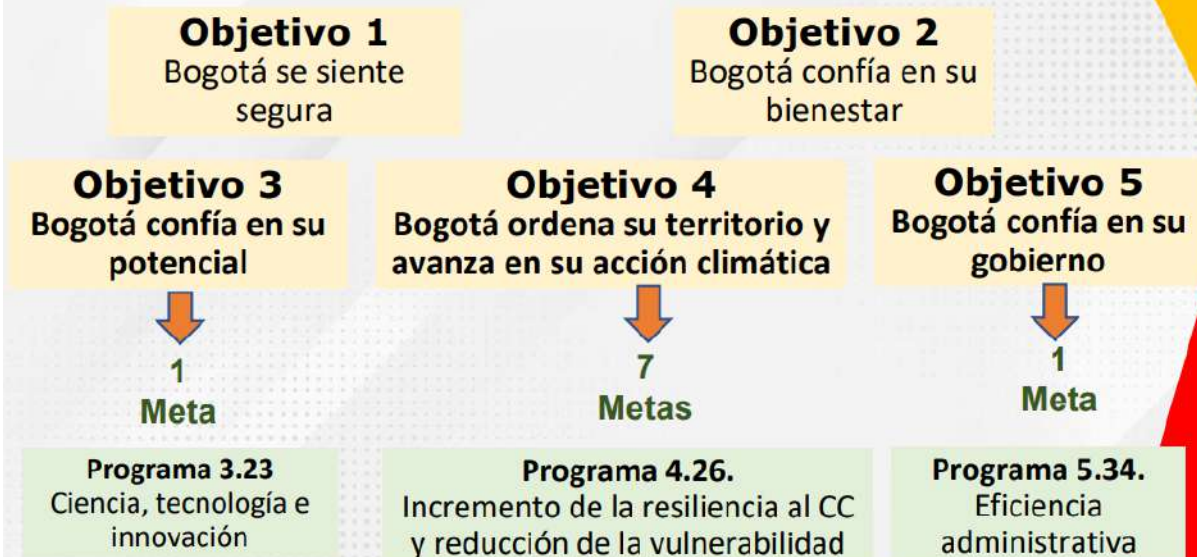 Objetivo 1
Bogotá se siente
segura
Objetivo 2
Bogotá confía en su
bienestar
Objetivo 3
Bogotá confía en su
potencial
Objetivo 4
Bogotá ordena su territorio y
avanza en su acción climática
Objetivo 5
Bogotá confía en su
gobierno
1
Meta
7
Metas
1
Meta
Programa 3.23
Ciencia, tecnología e
innovación
Programa 4.26.
Incremento de la resiliencia al CC
y reducción de la vulnerabilidad
Programa 5.34.
Eficiencia
administrativa